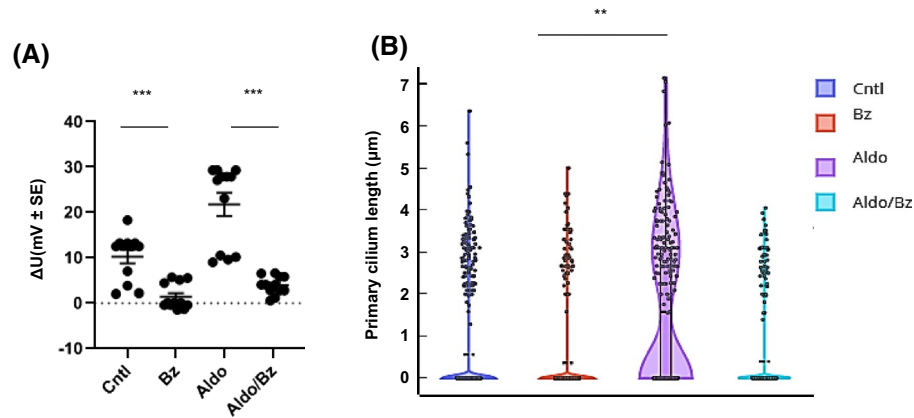 (A)
***
***
ΔU(mV ± SE)
40
30
20
10
0
-10
Cntl
Bz
Aldo
Aldo/Bz
(B)
**
Primary cilium length (μm)
7
6
5
4
3
2
1
0
Cntl
Bz
Aldo
Aldo/Bz